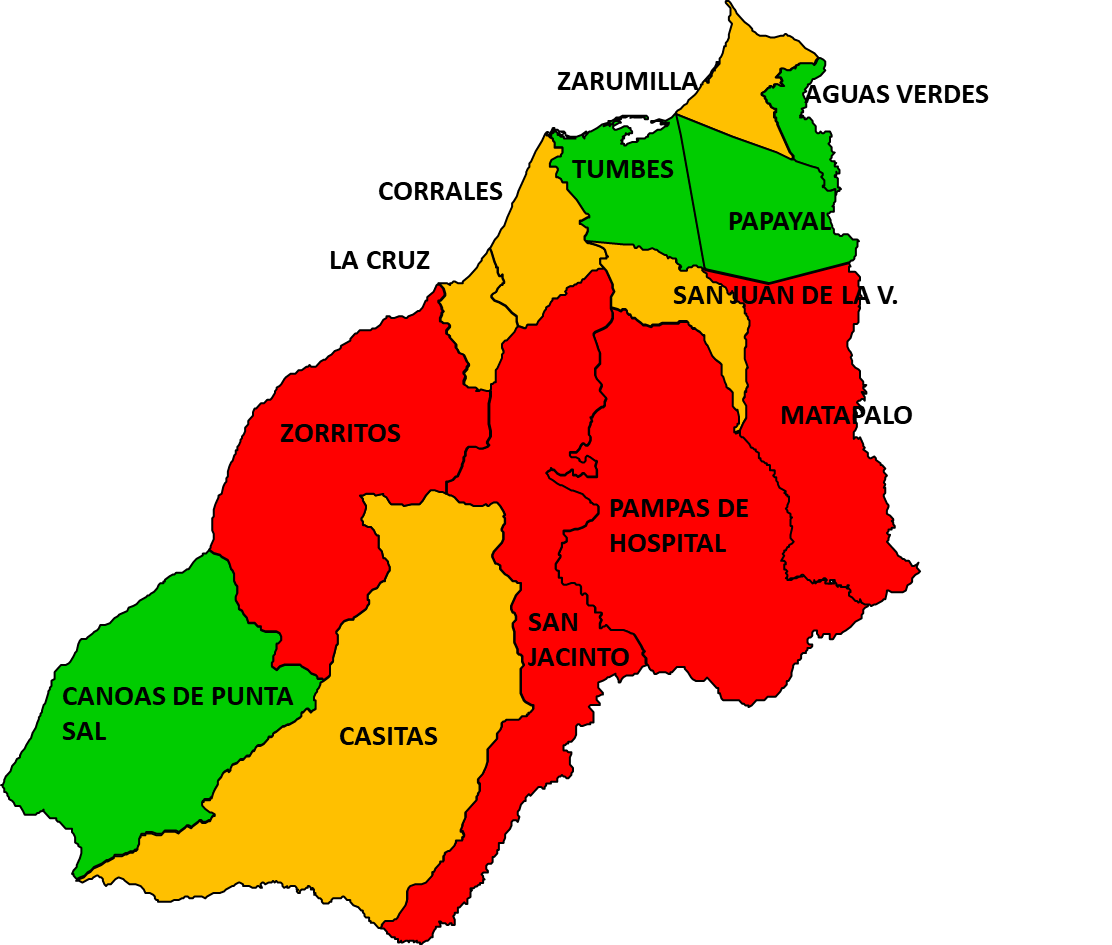 ZARUMILLA
AGUAS VERDES
TUMBES
CORRALES
PAPAYAL
LA CRUZ
SAN JUAN DE LA V.
MATAPALO
ZORRITOS
PAMPAS DE
HOSPITAL
SAN
JACINTO
CANOAS DE PUNTA
SAL
CASITAS